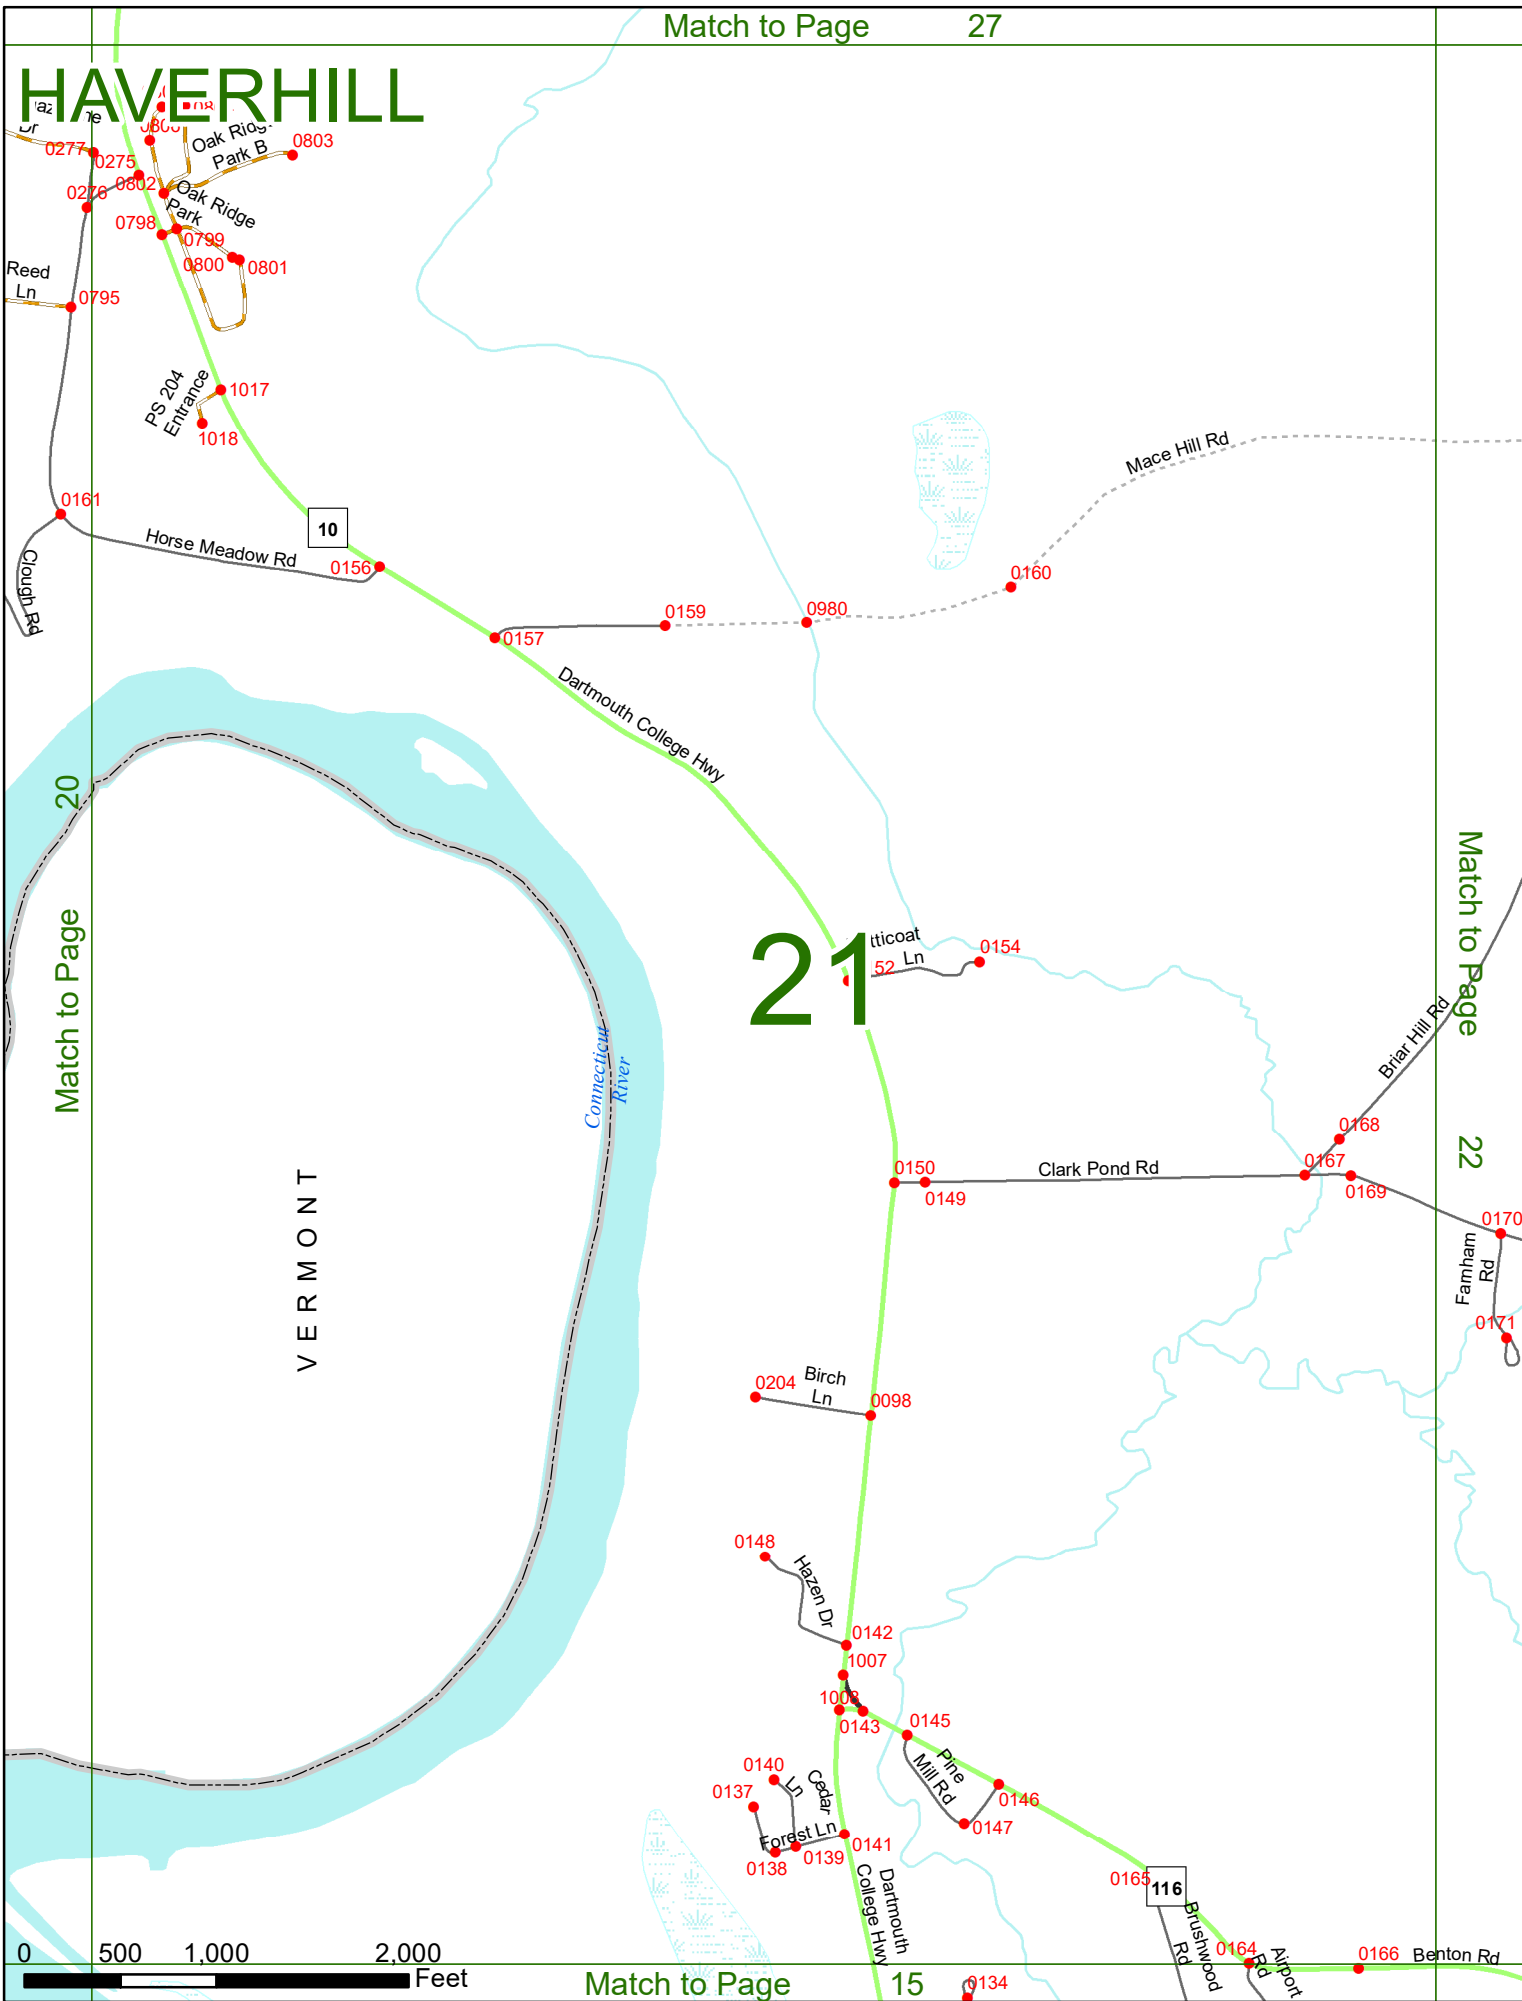 Match to Page 27
HAVERHILL
Dr
0277
0275
0276
0802
Oak Ridge
Park B
0803
Oak Ridge
Park
0798
0799
0800
0801
Reed
Ln
0795
PS 204
Entrance
1017
1018
0161
10
Horse Meadow Rd
0156
Clough Rd
Mace Hill Rd
0160
0159
0980
0157
Dartmouth College Hwy
20
Match to Page
21
52
tticoat
Ln
0154
Match to Page
22
Connecticut
River
VERMONT
Briar Hill Rd
0168
0167
0169
0150
0149
Clark Pond Rd
0170
Farnham
Rd
0171
0204
Birch
Ln
0098
0148
Hazen Dr
0142
1007
1008
0143
0145
Pine
Mill Rd
0146
0147
0140
0137
Cedar
Ln
Forest Ln
0141
0139
0138
Dartmouth
College Hwy
0165
116
Brushwood
Rd
0164
Airport
Rd
0166
Benton Rd
0134
0 500 1,000 2,000
Feet
Match to Page 15